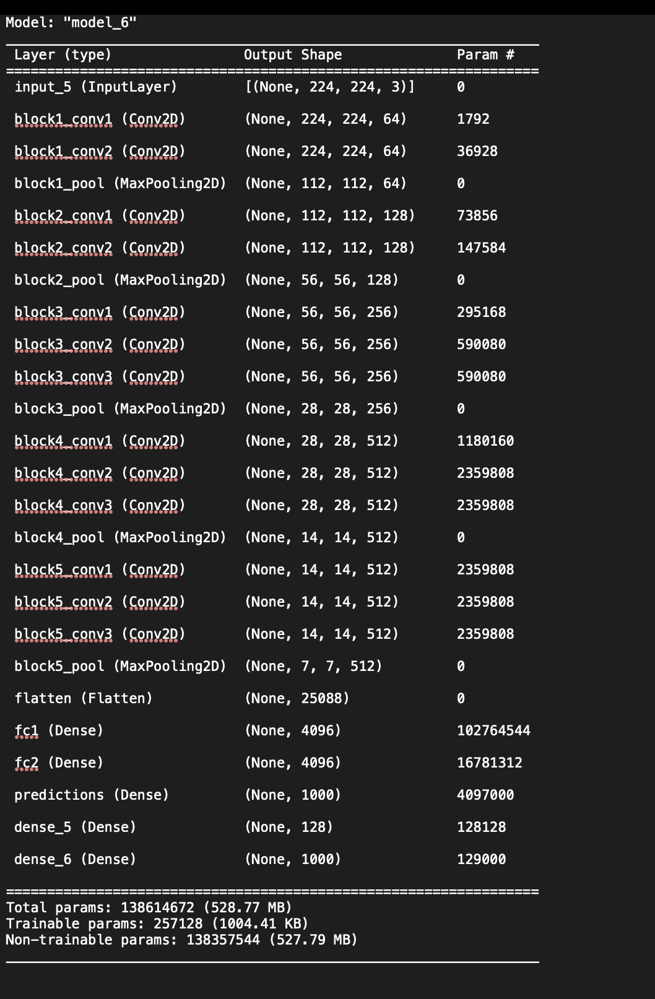 Model: "model_6"
Layer (type) Output Shape Param #
input_5 (InputLayer) [(None, 224, 224, 3)] 0
block1_conv1 (Conv2D) (None, 224, 224, 64) 1792
block1_conv2 (Conv2D) (None, 224, 224, 64) 36928
block1_pool (MaxPooling2D) (None, 112, 112, 64) 0
block2_conv1 (Conv2D) (None, 112, 112, 128) 73856
block2_conv2 (Conv2D) (None, 112, 112, 128) 147584
block2_pool (MaxPooling2D) (None, 56, 56, 128) 0
block3_conv1 (Conv2D) (None, 56, 56, 256) 295168
block3_conv2 (Conv2D) (None, 56, 56, 256) 590080
block3_conv3 (Conv2D) (None, 56, 56, 256) 590080
block3_pool (MaxPooling2D) (None, 28, 28, 256) 0
block4_conv1 (Conv2D) (None, 28, 28, 512) 1180160
block4_conv2 (Conv2D) (None, 28, 28, 512) 2359808
block4_conv3 (Conv2D) (None, 28, 28, 512) 2359808
block4_pool (MaxPooling2D) (None, 14, 14, 512) 0
block5_conv1 (Conv2D) (None, 14, 14, 512) 2359808
block5_conv2 (Conv2D) (None, 14, 14, 512) 2359808
block5_conv3 (Conv2D) (None, 14, 14, 512) 2359808
block5_pool (MaxPooling2D) (None, 7, 7, 512) 0
flatten (Flatten) (None, 25088) 0
fc1 (Dense) (None, 4096) 102764544
fc2 (Dense) (None, 4096) 16781312
predictions (Dense) (None, 1000) 4097000
dense_5 (Dense) (None, 128) 128128
dense_6 (Dense) (None, 1000) 129000
Total params: 138614672 (528.77 MB)
Trainable params: 257128 (1004.41 KB)
Non-trainable params: 138357544 (527.79 MB)